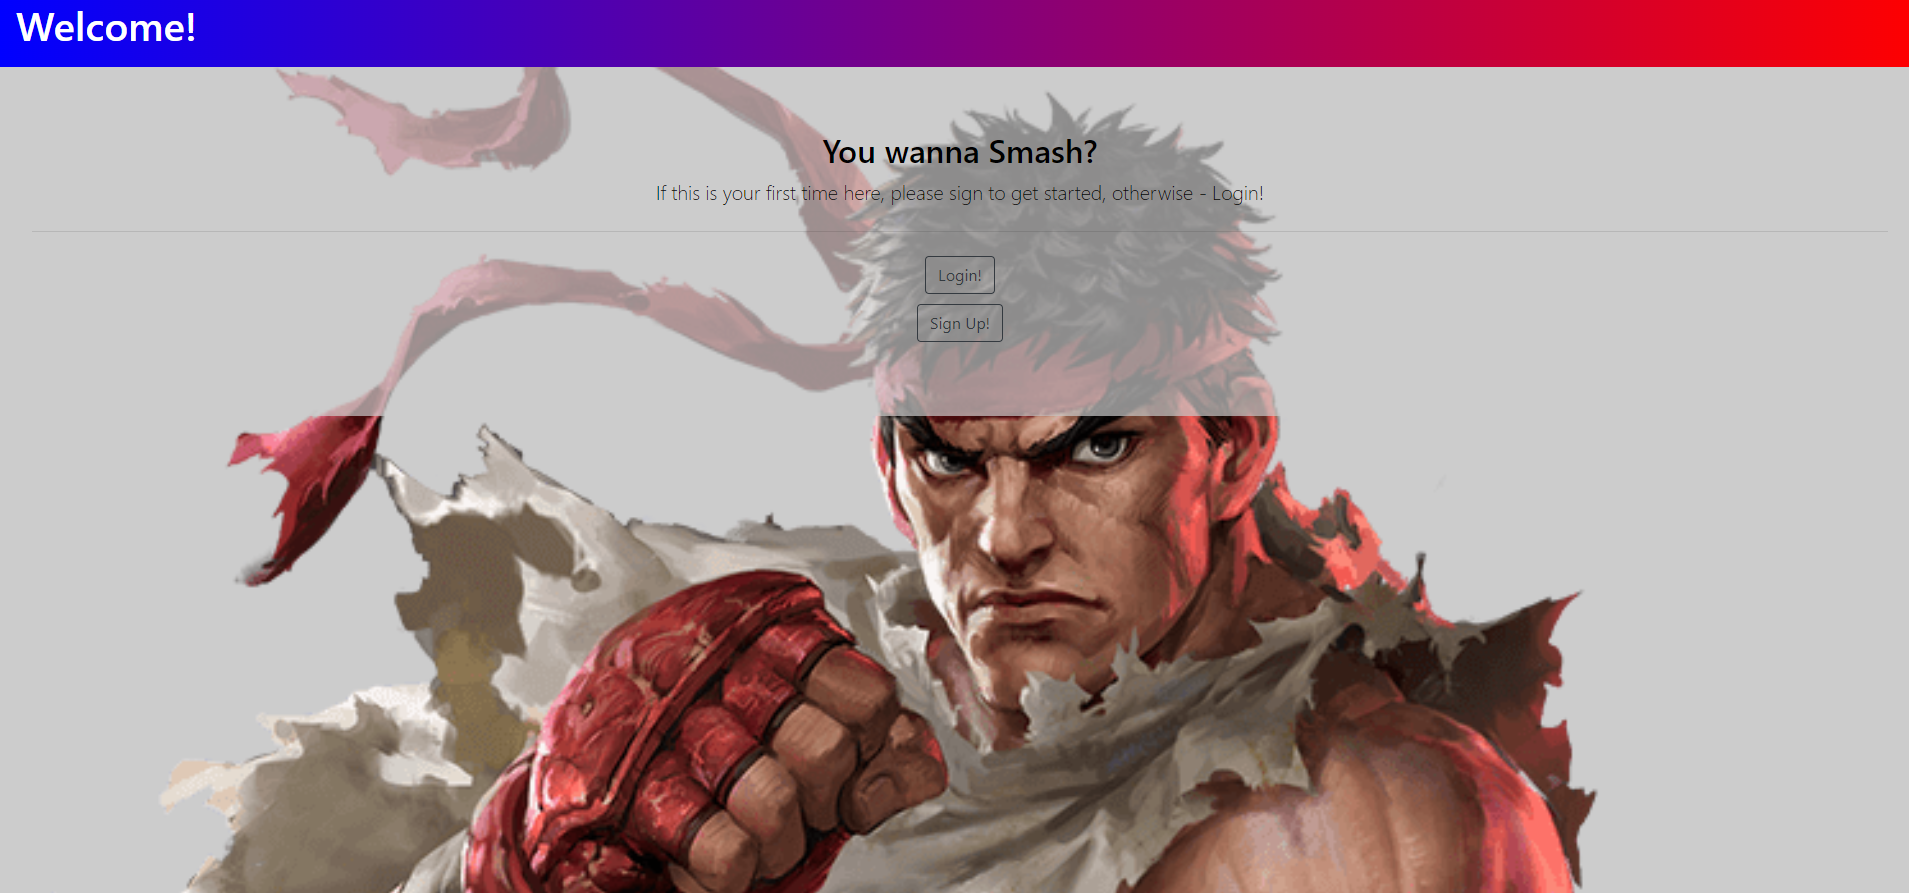 Welcome!
You wanna Smash?
If this is your first time here, please sign to get started, otherwise - Login!
Login!
Sign Up!